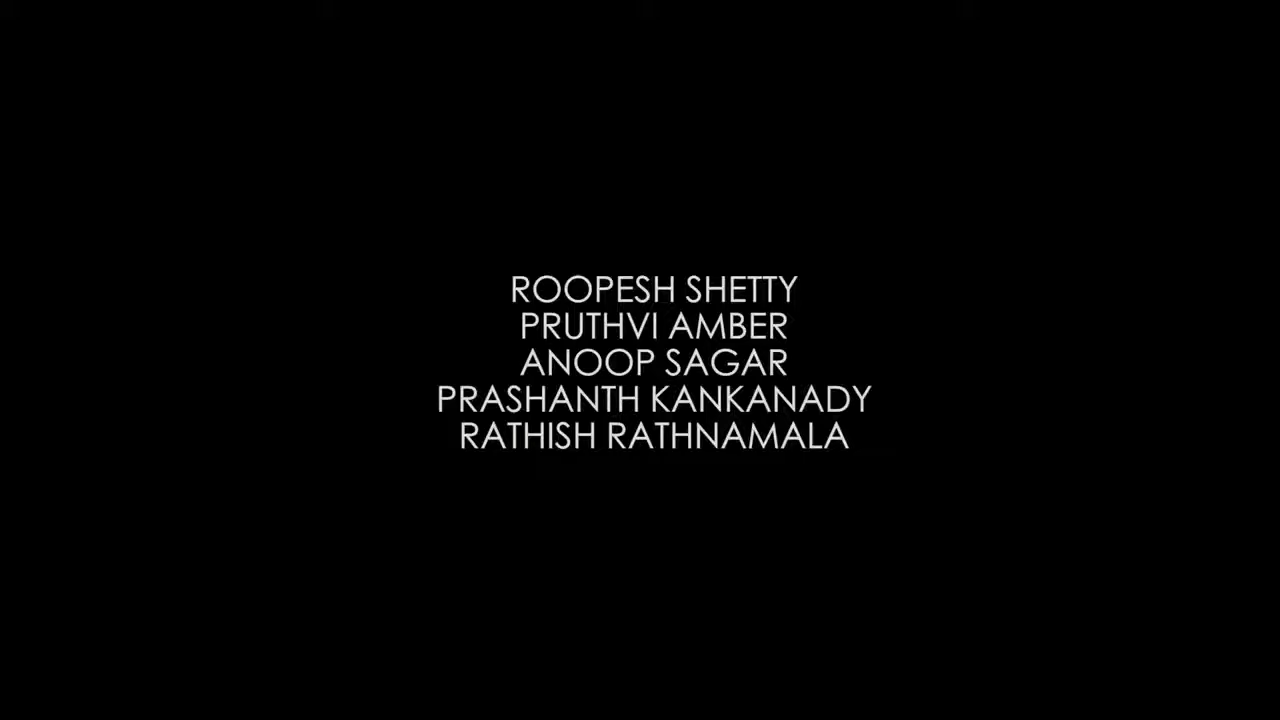 ROOPESH SHETTY
PRUTHVI AMBER
ANOOP SAGAR
PRASHANTH KANKANADY
RATHISH RATHNAMALA